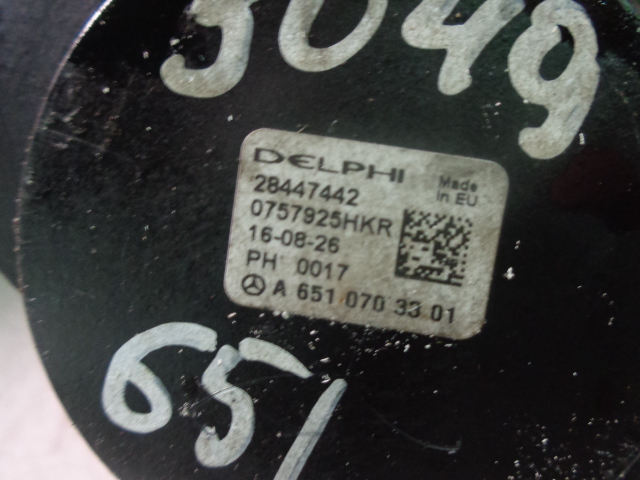 3049
DELPHI
Made in EU
28447442
0757925HKR
16-08-26
PH 0017
A 651 070 33 01
651